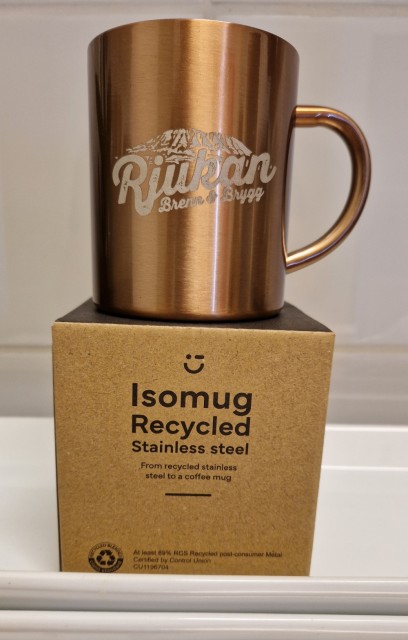 Rjukan
Brenn & Brygg
Isomug
Recycled
Stainless steel
From recycled stainless
steel to a coffee mug
At least 89% RCS Recycled post-consumer Metal
Certified by Control Union